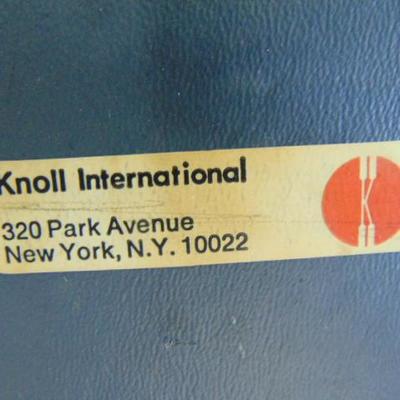 Knoll International
320 Park Avenue
New York, N.Y. 10022
K